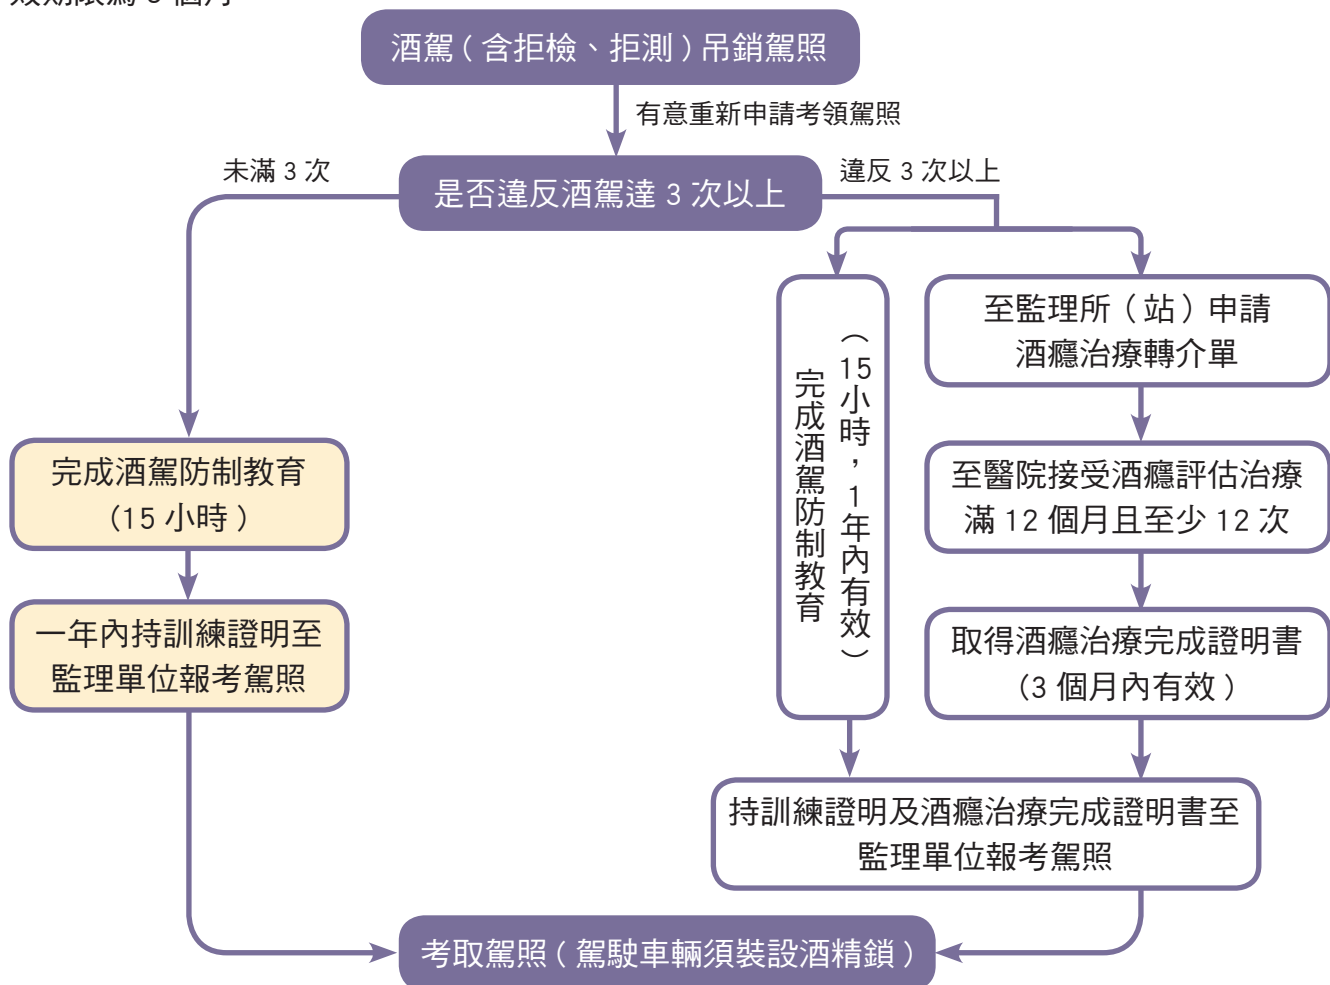 酒駕（含拒檢、拒測）吊銷駕照
有意重新申請考領駕照
未滿 3 次
是否違反酒駕達 3 次以上
違反 3 次以上
完成酒駕防制教育
(15 小時）
一年內持訓練證明至
監理單位報考駕照
（15小時，1年內有效）
完成酒駕防制教育
至監理所（站）申請
酒癮治療轉介單
至醫院接受酒癮評估治療
滿 12 個月且至少 12 次
取得酒癮治療完成證明書
(3 個月內有效）
持訓練證明及酒癮治療完成證明書至
監理單位報考駕照
考取駕照（駕駛車輛須裝設酒精鎖）